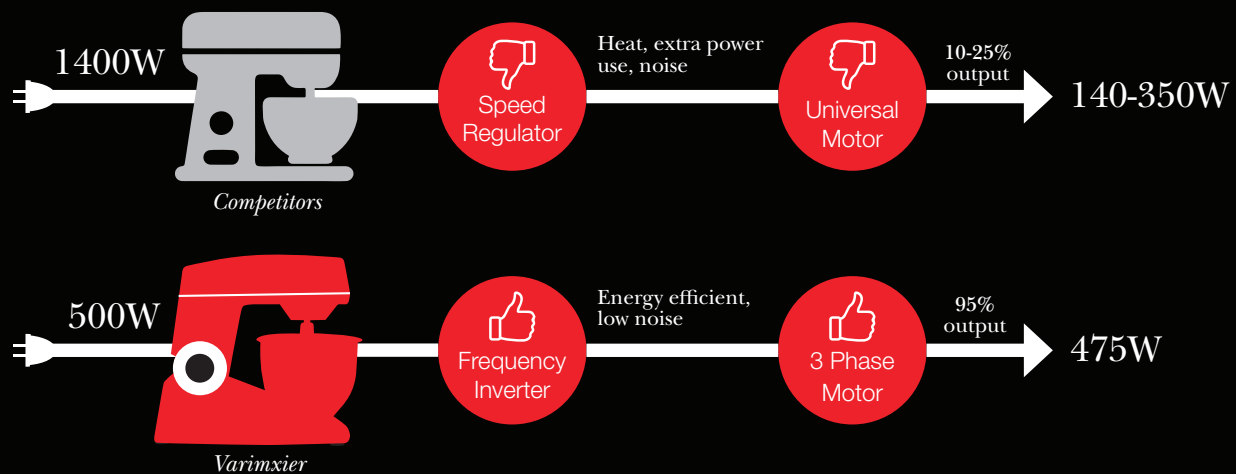 1400W
Competitors
Speed
Regulator
Heat, extra power
use, noise
Universal
Motor
10-25%
output
140-350W
500W
Varimxier
Frequency
Inverter
Energy efficient,
low noise
3 Phase
Motor
95%
output
475W